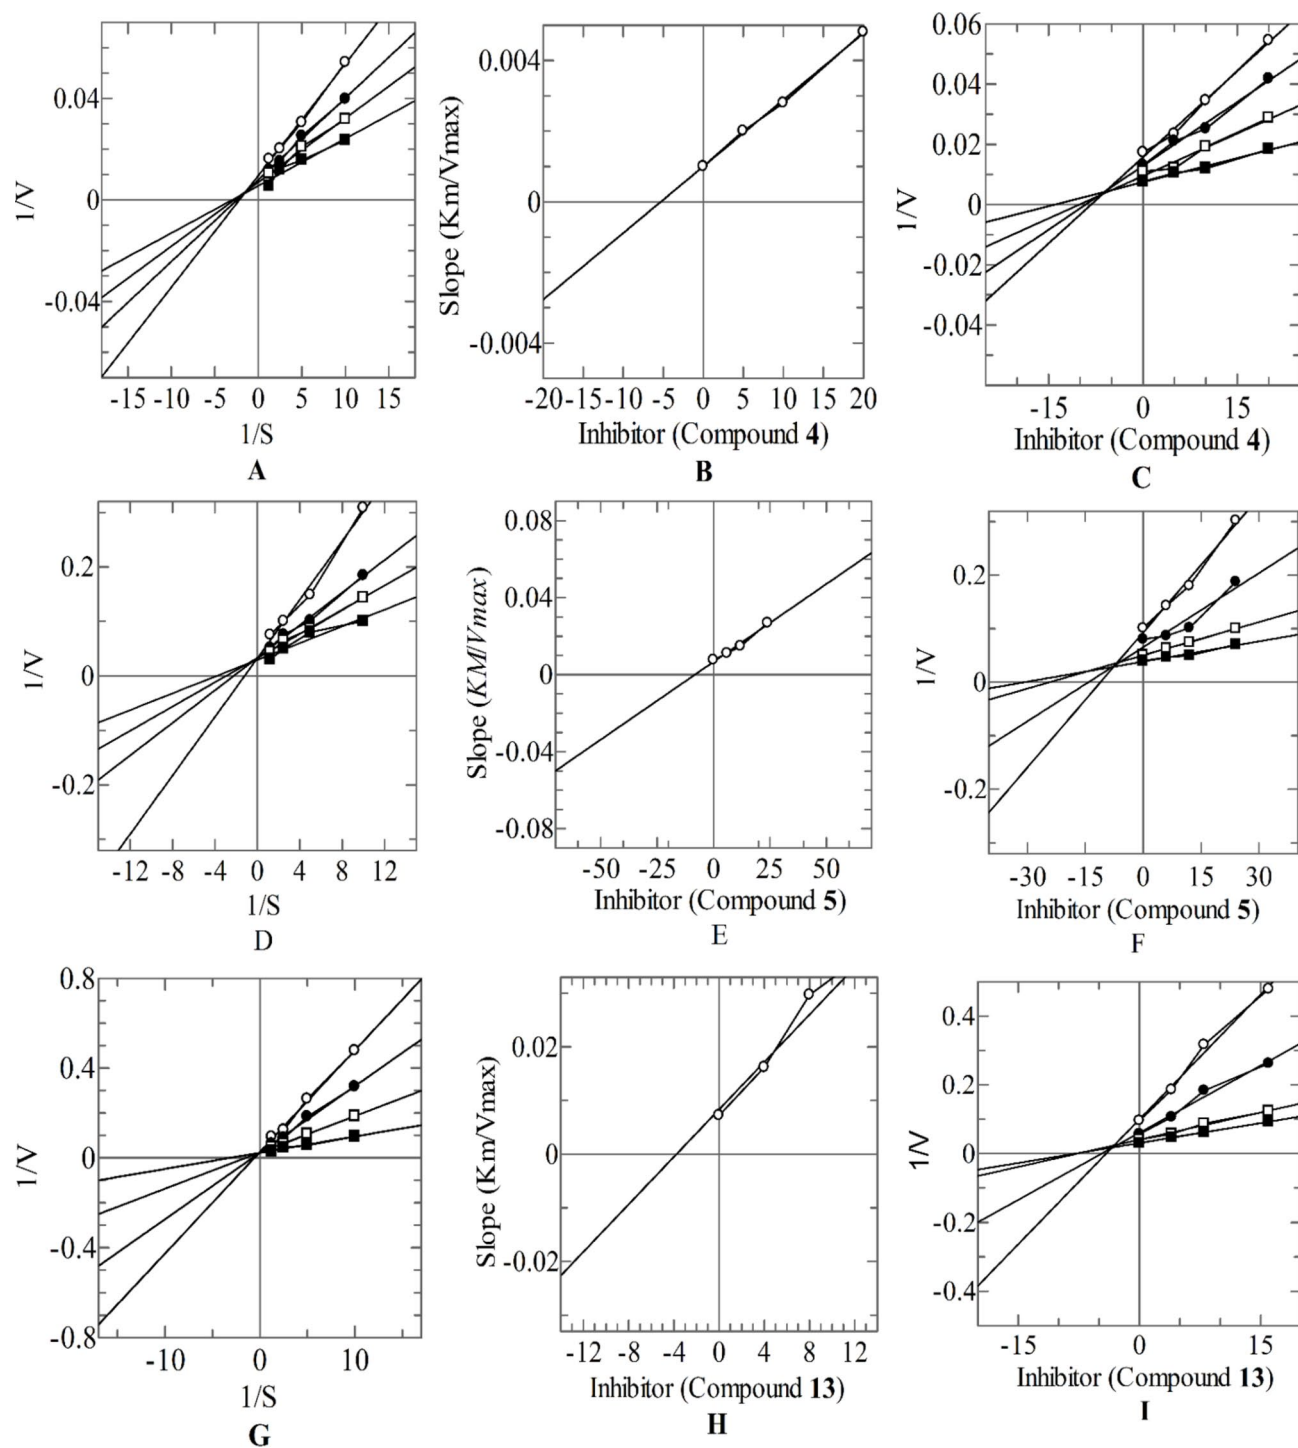 0.04
0
-0.04
1/V
-15 -10 -5 0 5 10 15
1/S
A
0.004
0
-0.004
Slope (Km/Vmax)
-20 -15 -10 -5 0 5 10 15 20
Inhibitor (Compound 4)
B
0.06
0.04
0.02
0
-0.02
-0.04
1/V
-15 0 15
Inhibitor (Compound 4)
C
0.2
0
-0.2
1/V
-12 -8 -4 0 4 8 12
1/S
D
0.08
0.04
0
-0.04
-0.08
Slope (KM/Vmax)
-50 -25 0 25 50
Inhibitor (Compound 5)
E
0.2
0
-0.2
1/V
-30 -15 0 15 30
Inhibitor (Compound 5)
F
0.8
0.4
0
-0.4
-0.8
1/V
-10 0 10
1/S
G
0.02
0
-0.02
Slope (Km/Vmax)
-12 -8 -4 0 4 8 12
Inhibitor (Compound 13)
H
0.4
0.2
0
-0.2
-0.4
1/V
-15 0 15
Inhibitor (Compound 13)
I